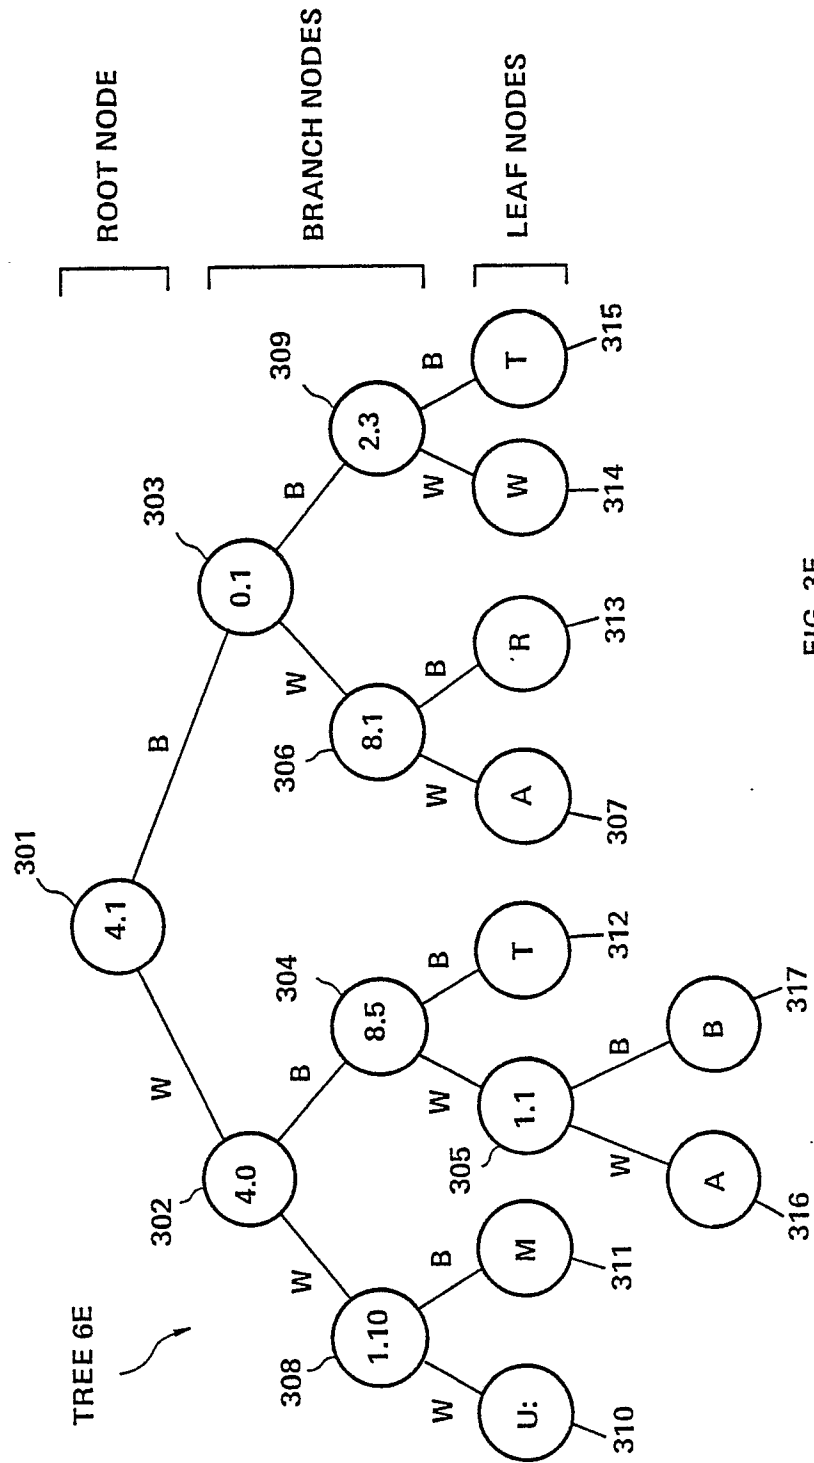 TREE 6E
301
4.1
ROOT NODE
W
B
302
4.0
303
0.1
W
B
W
B
BRANCH NODES
308
1.10
304
8.5
306
8.1
309
2.3
W
B
W
B
W
B
W
B
U:
M
305
1.1
T
A
R
W
T
LEAF NODES
310
311
312
307
313
314
315
W
B
A
B
316
317